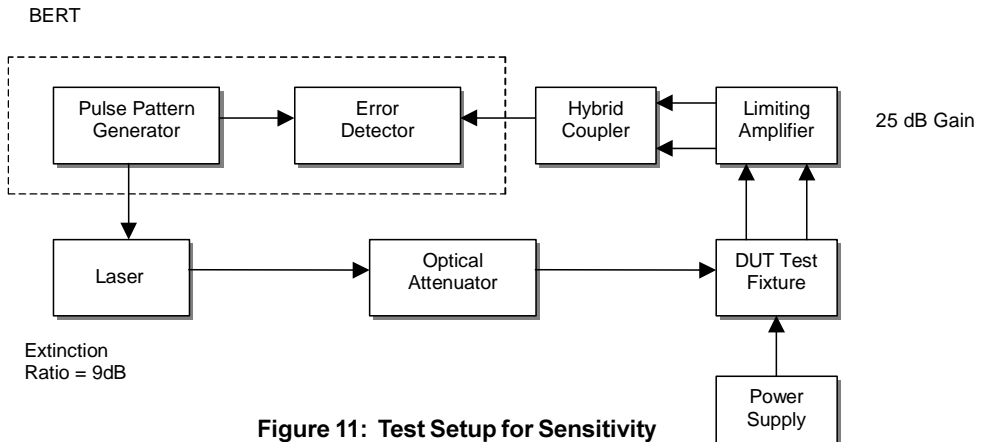 BERT
Pulse Pattern
Generator
Error
Detector
Hybrid
Coupler
Limiting
Amplifier
25 dB Gain
Laser
Optical
Attenuator
DUT Test
Fixture
Extinction
Ratio = 9dB
Power
Supply
Figure 11: Test Setup for Sensitivity